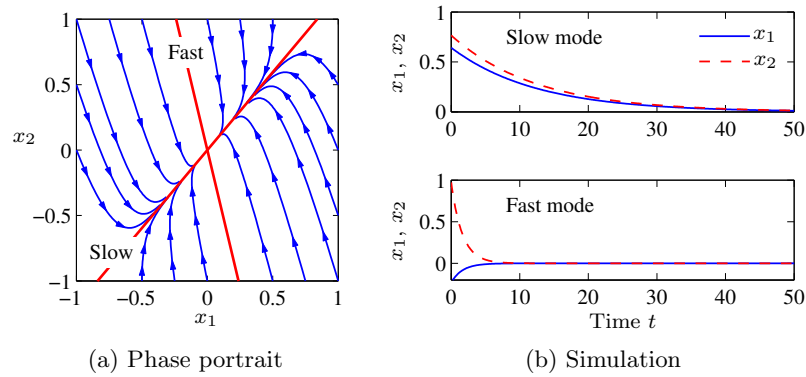 1
0.5
0
−0.5
−1
−1 −0.5 0 0.5 1
x2
x1
Fast
Slow
(a) Phase portrait
1
0.5
0
0 10 20 30 40 50
x1, x2
Slow mode
x1
x2
1
0.5
0
0 10 20 30 40 50
x1, x2
Fast mode
Time t
(b) Simulation